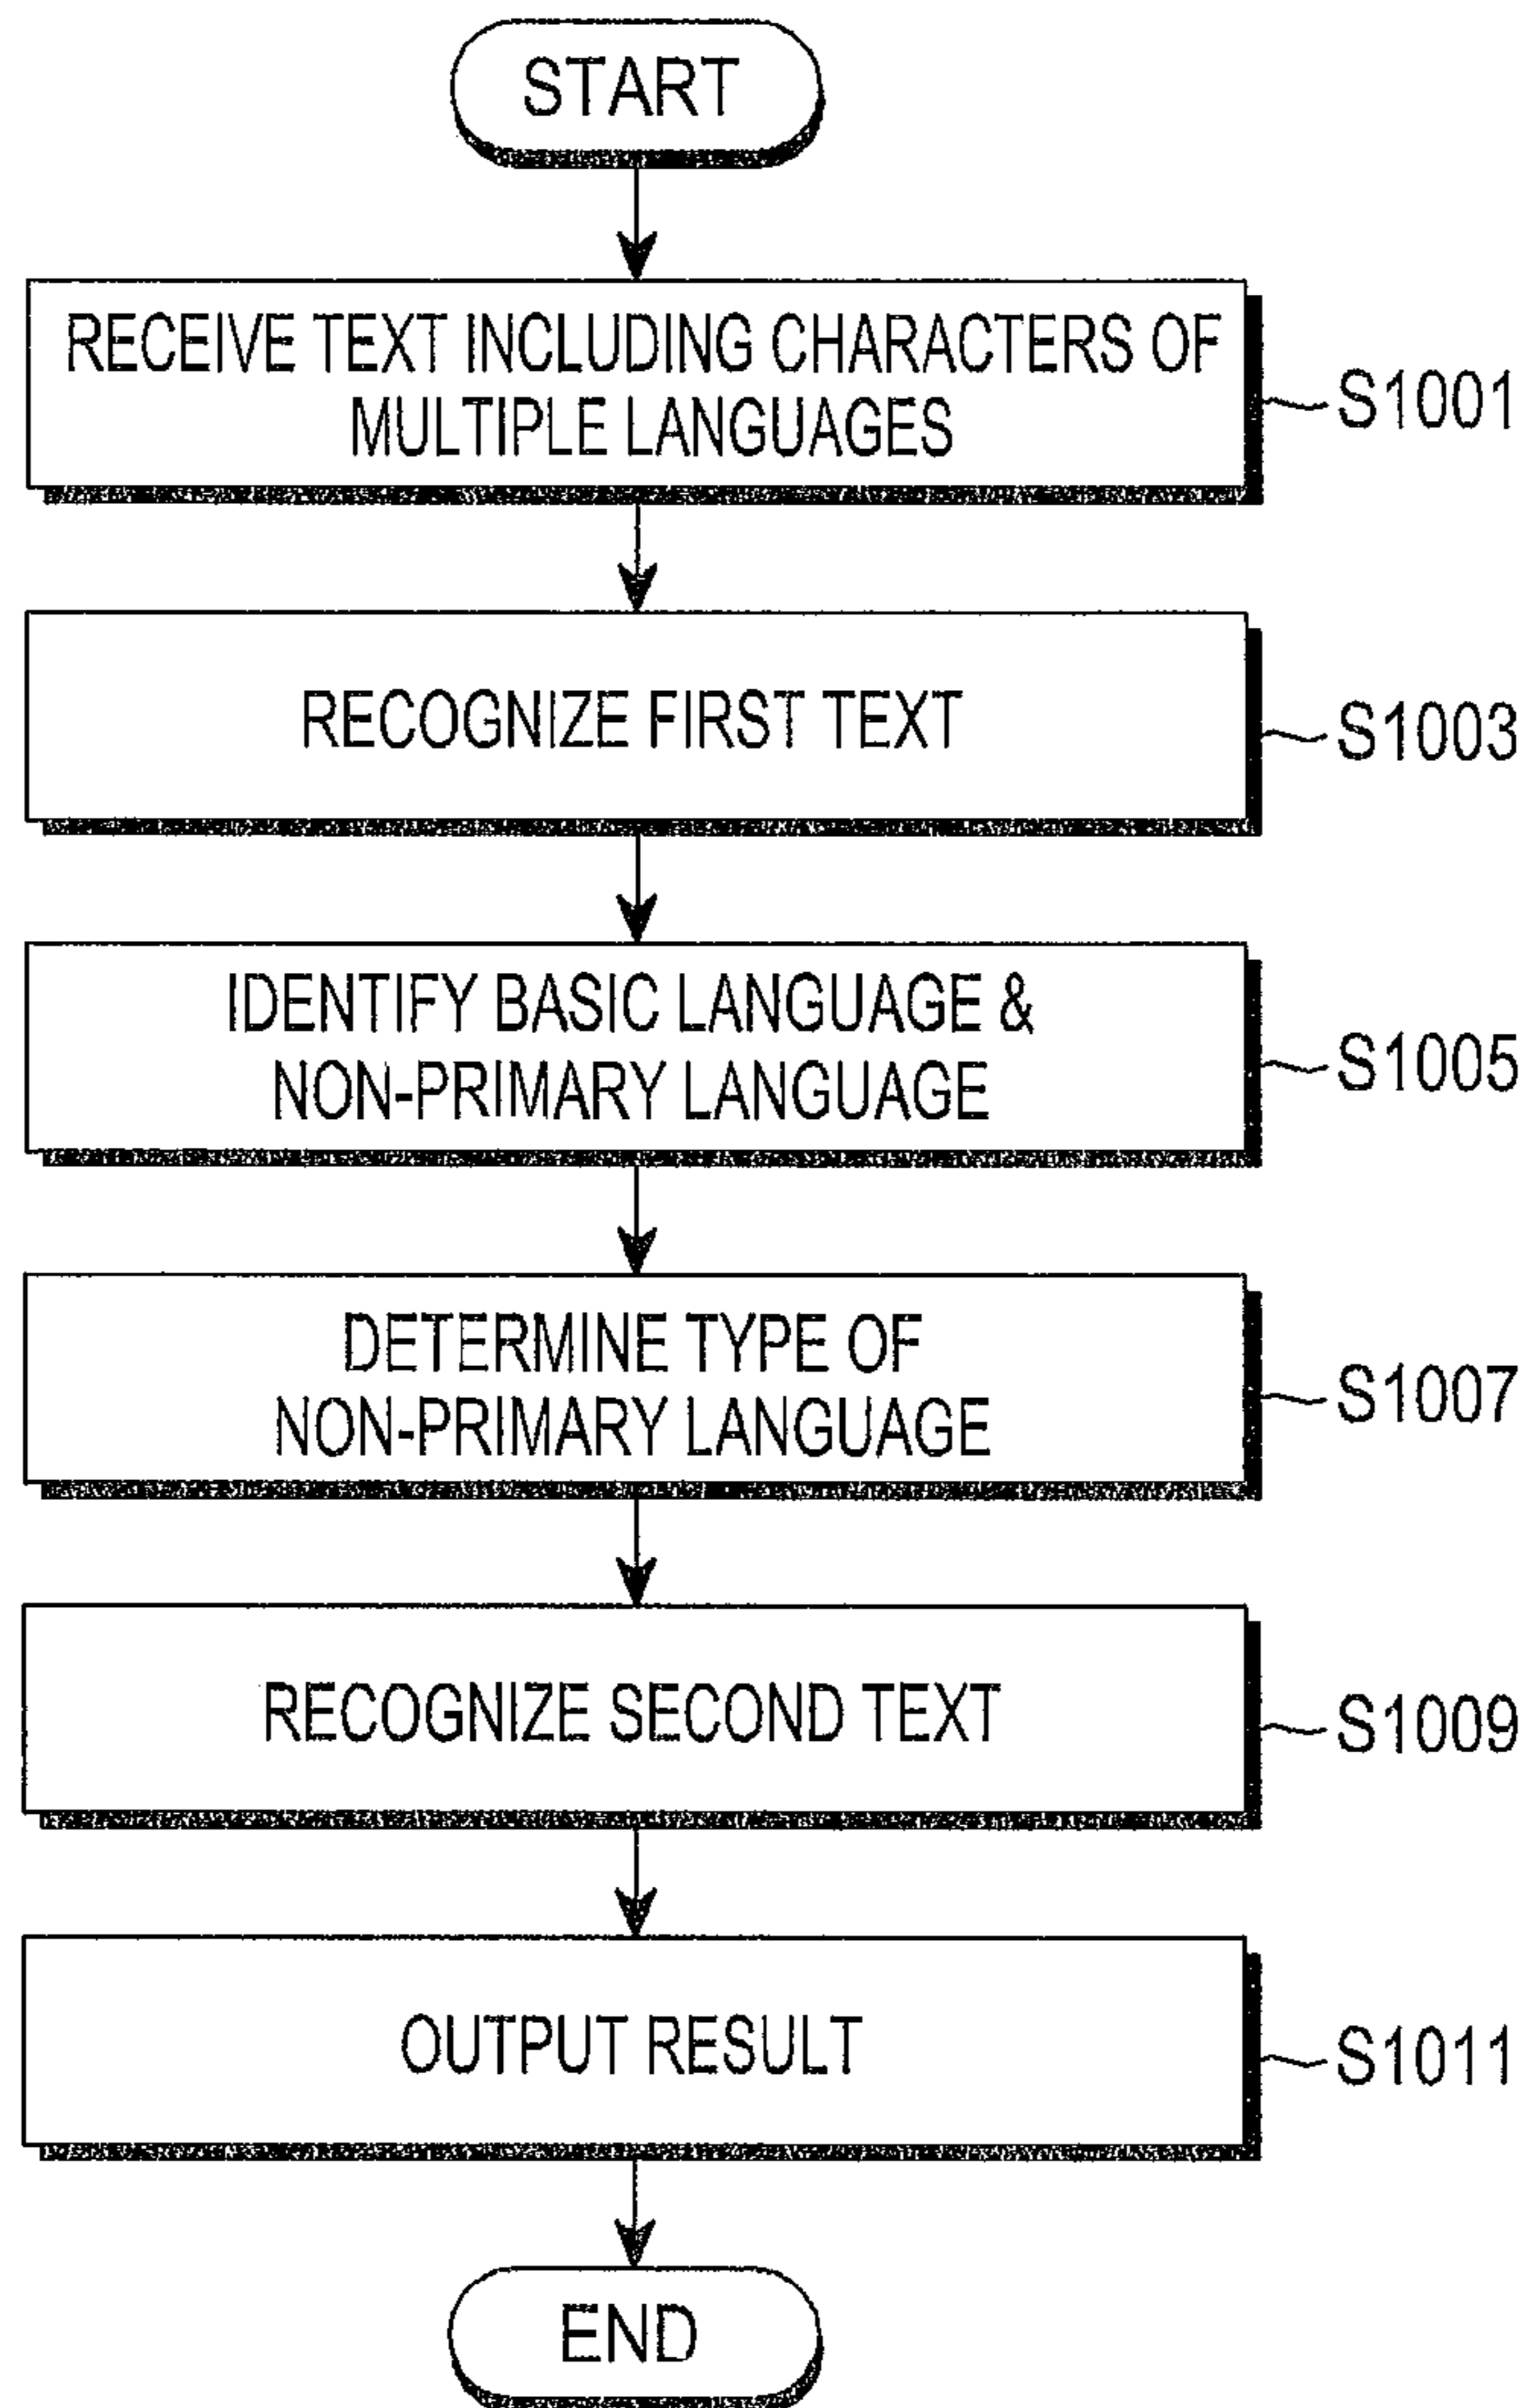 START
RECEIVE TEXT INCLUDING CHARACTERS OF
MULTIPLE LANGUAGES
S1001
RECOGNIZE FIRST TEXT
S1003
IDENTIFY BASIC LANGUAGE &
NON-PRIMARY LANGUAGE
S1005
DETERMINE TYPE OF
NON-PRIMARY LANGUAGE
S1007
RECOGNIZE SECOND TEXT
S1009
OUTPUT RESULT
S1011
END